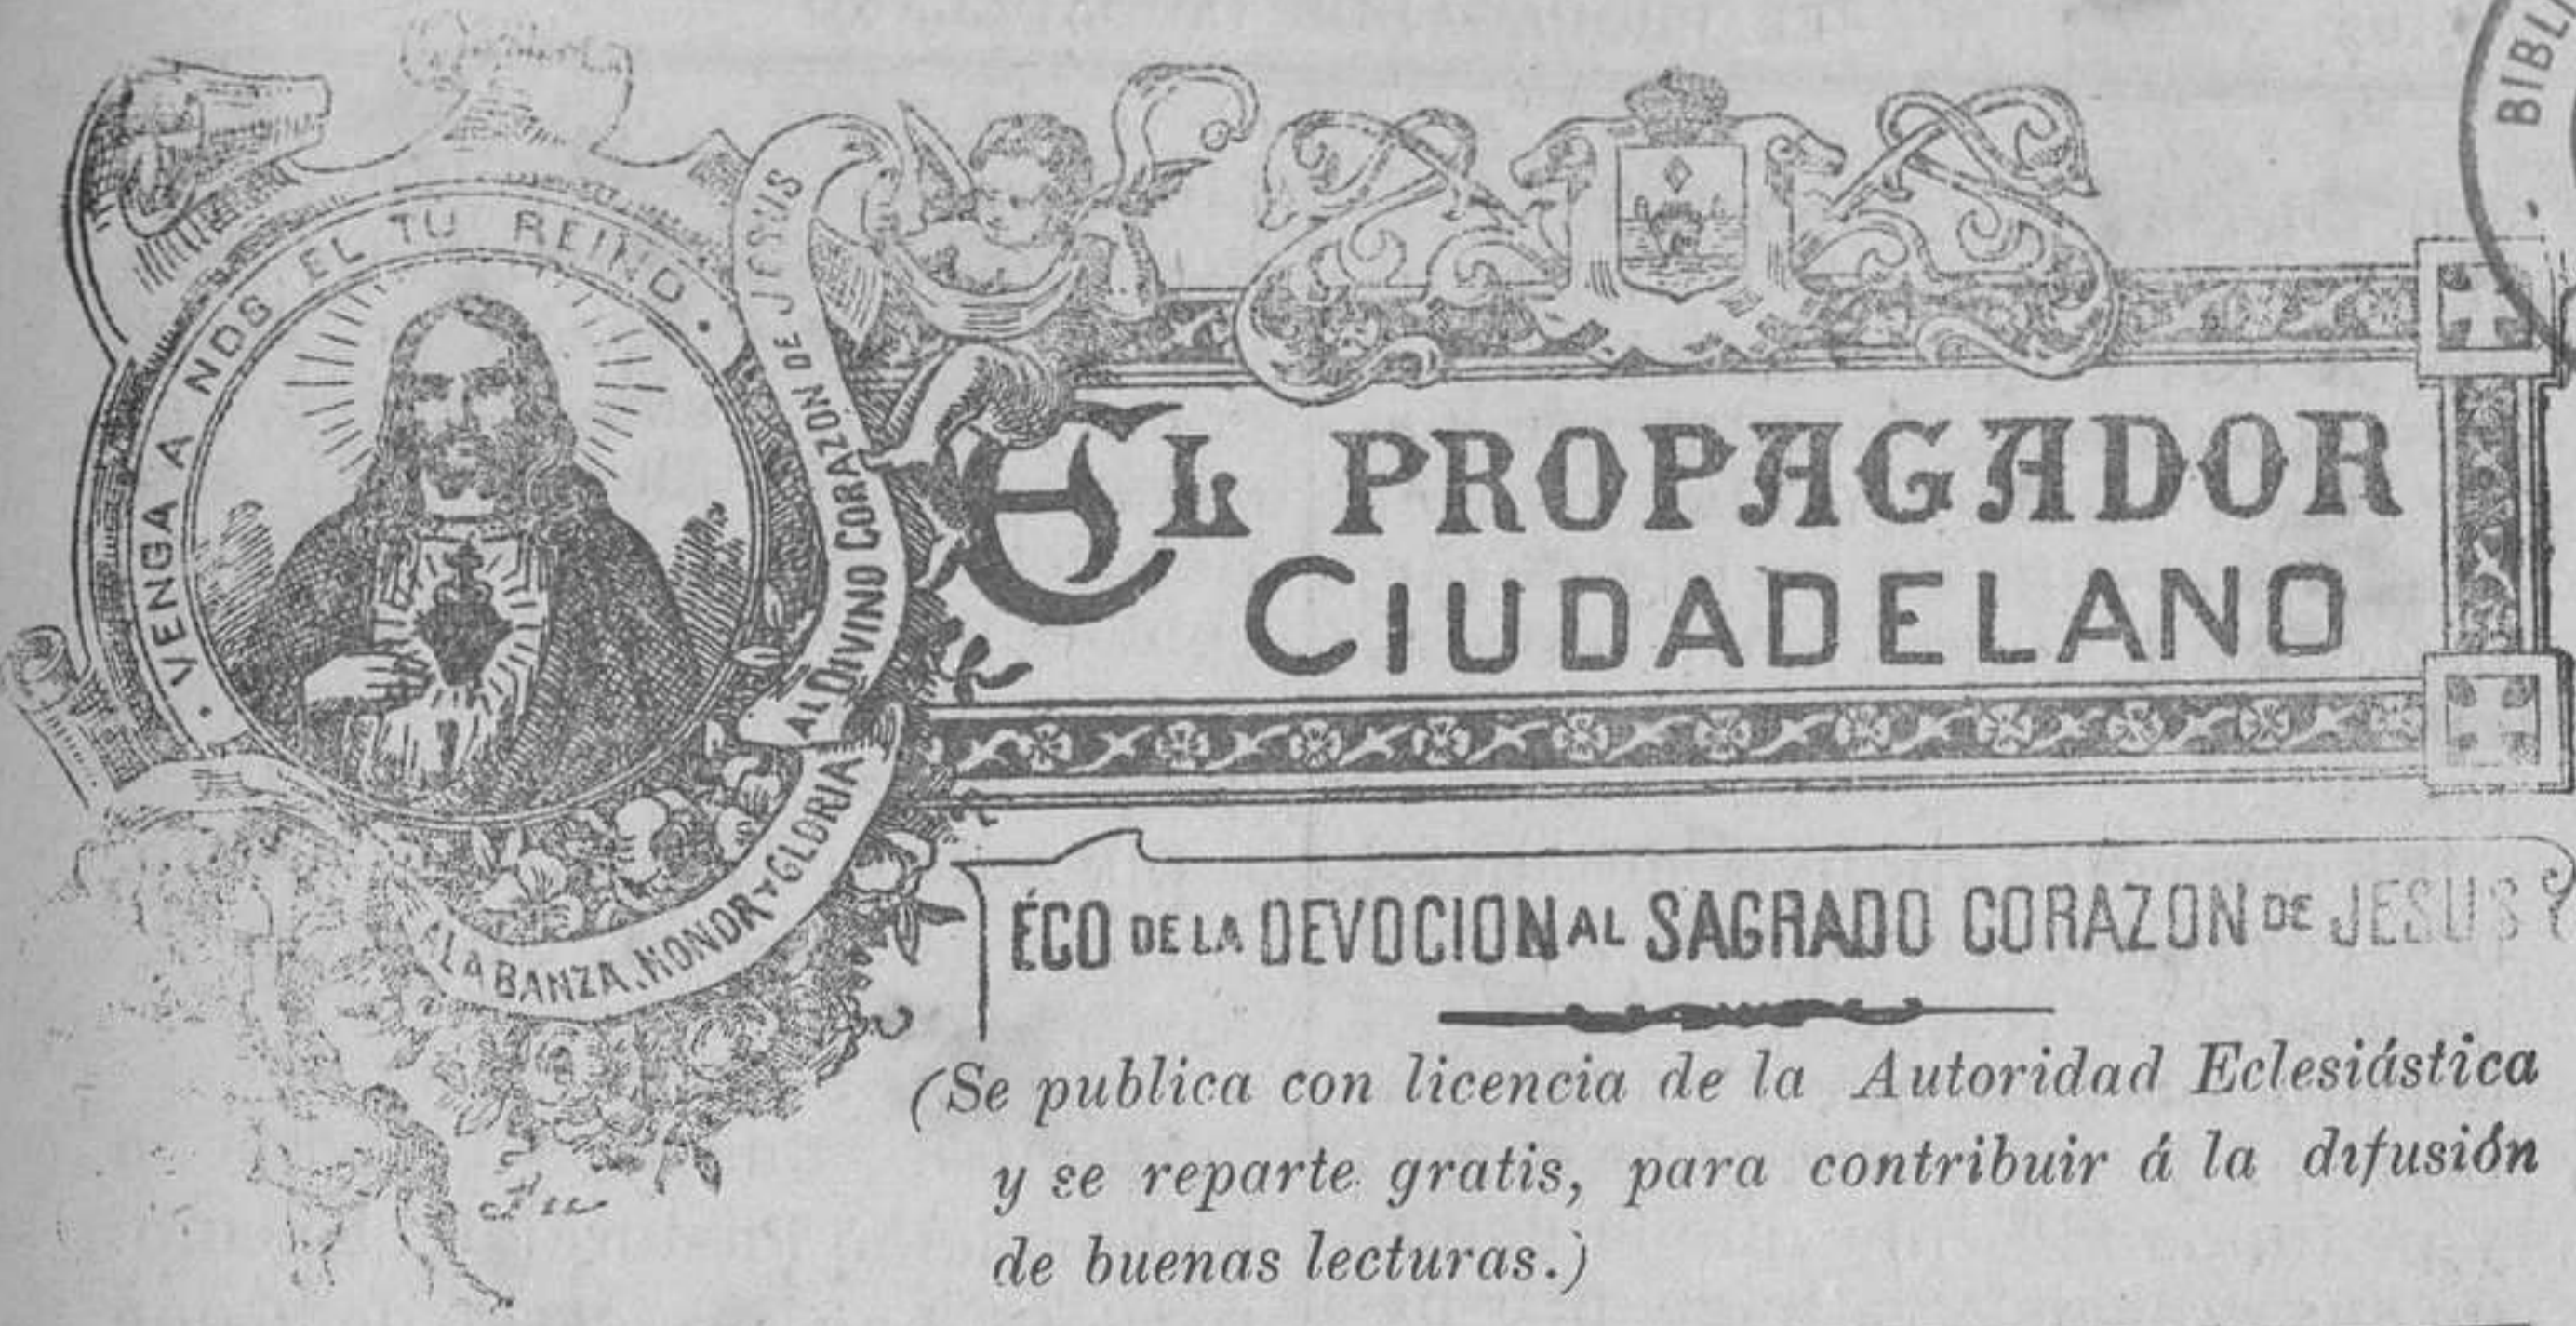 · VENGA A NOS EL TU REINO ·
ALABANZA, HONOR Y GLORIA
AL DIVINO CORAZON DE JESUS
EL PROPAGADOR
CIUDADELANO
ÉCO DE LA DEVOCION AL SAGRADO CORAZON DE JESUS
(Se publica con licencia de la Autoridad Eclesiástica
y se reparte gratis, para contribuir á la difusión
de buenas lecturas.)